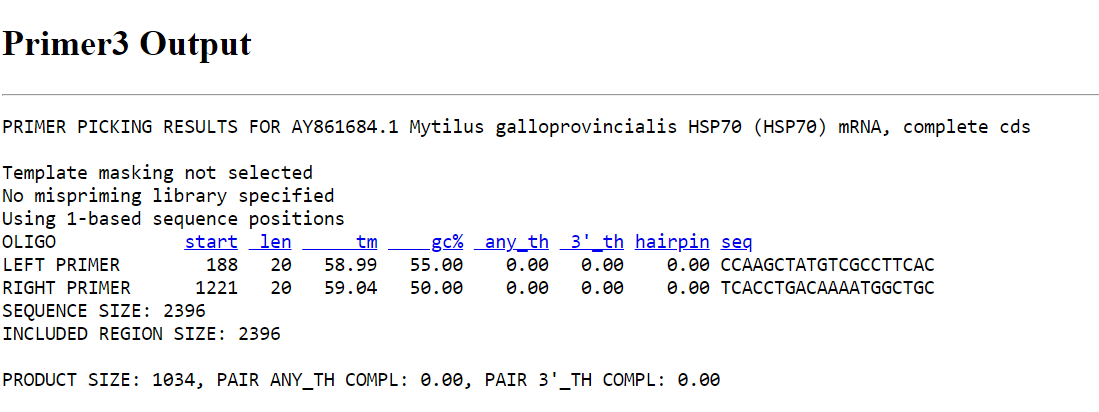 Primer3 Output
PRIMER PICKING RESULTS FOR AY861684.1 Mytilus galloprovincialis HSP70 (HSP70) mRNA, complete cds
Template masking not selected
No mispriming library specified
Using 1-based sequence positions
OLIGO start len tm gc% any_th 3'_th hairpin seq
LEFT PRIMER 188 20 58.99 55.00 0.00 0.00 0.00 CCAAGCTATGTCGCCTTCAC
RIGHT PRIMER 1221 20 59.04 50.00 0.00 0.00 0.00 TCACCTGACAAAATGGCTGC
SEQUENCE SIZE: 2396
INCLUDED REGION SIZE: 2396
PRODUCT SIZE: 1034, PAIR ANY_TH COMPL: 0.00, PAIR 3'_TH COMPL: 0.00